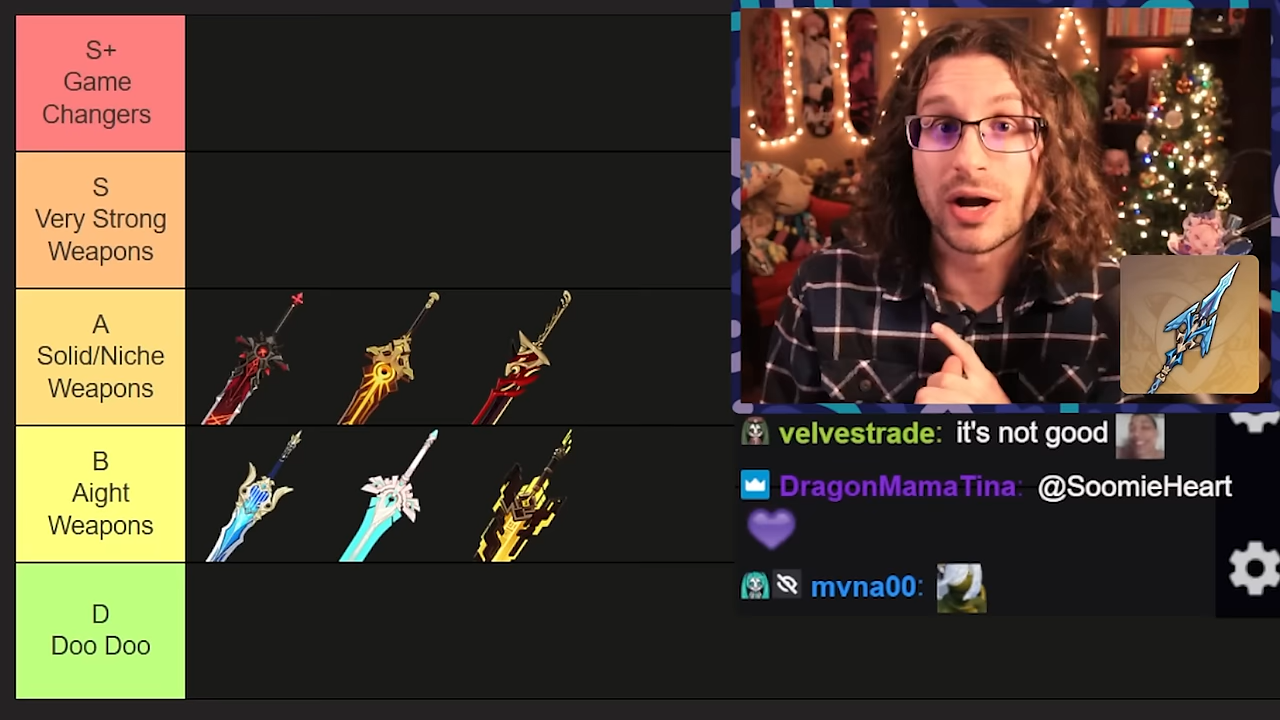 S+
Game
Changers
S
Very Strong
Weapons
A
Solid/Niche
Weapons
B
Aight
Weapons
D
Doo Doo
velvestrade: it's not good
DragonMamaTina: @SoomieHeart
mvna00: